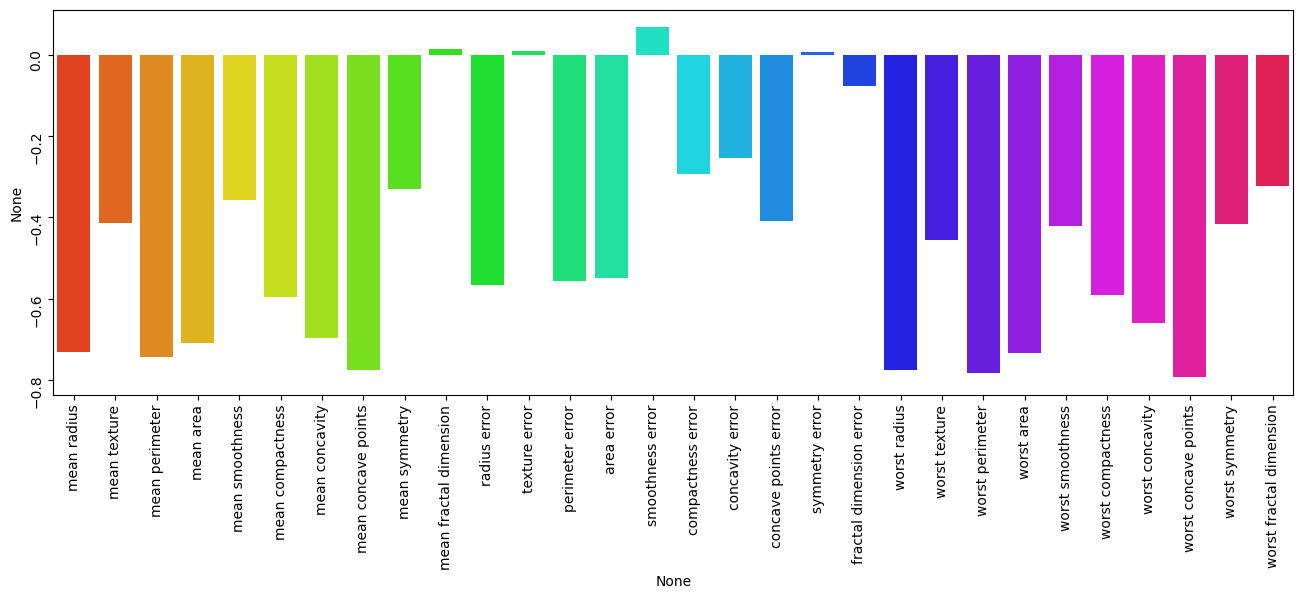 None
0.0
−0.2
−0.4
−0.6
−0.8
mean radius
mean texture
mean perimeter
mean area
mean smoothness
mean compactness
mean concavity
mean concave points
mean symmetry
mean fractal dimension
radius error
texture error
perimeter error
area error
smoothness error
compactness error
concavity error
concave points error
symmetry error
fractal dimension error
worst radius
worst texture
worst perimeter
worst area
worst smoothness
worst compactness
worst concavity
worst concave points
worst symmetry
worst fractal dimension
None